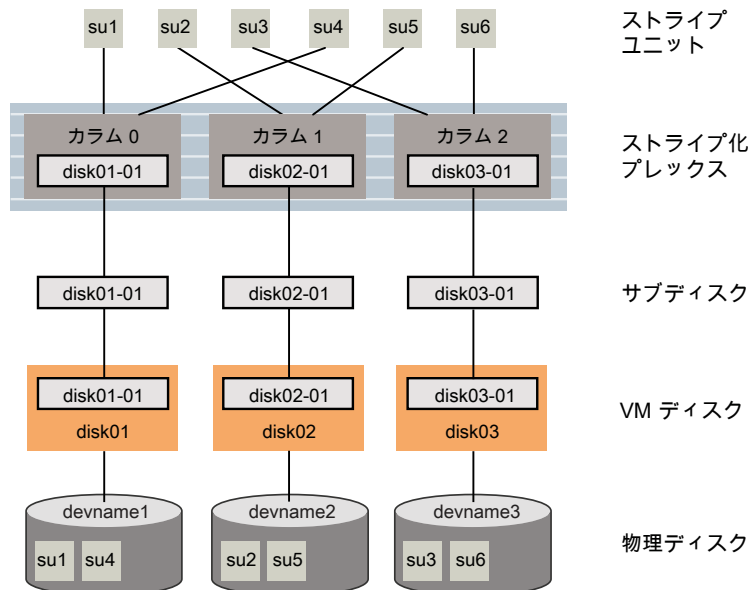 su1 su2 su3 su4 su5 su6
ストライプ
ユニット
カラム 0 カラム 1 カラム 2
disk01-01 disk02-01 disk03-01
ストライプ化
プレックス
disk01-01 disk02-01 disk03-01
サブディスク
disk01-01 disk02-01 disk03-01
disk01 disk02 disk03
VM ディスク
devname1 devname2 devname3
su1 su4 su2 su5 su3 su6
物理ディスク